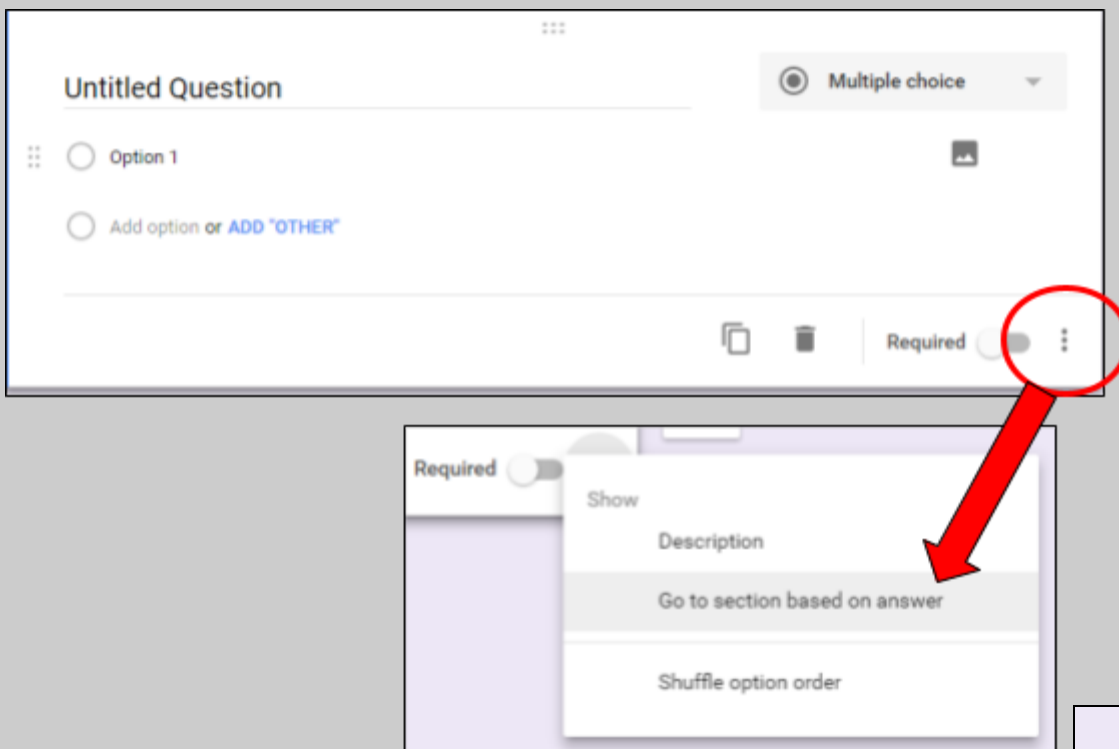 Untitled Question
Multiple choice
Option 1
Add option or ADD "OTHER"
Required
Required
Show
Description
Go to section based on answer
Shuffle option order